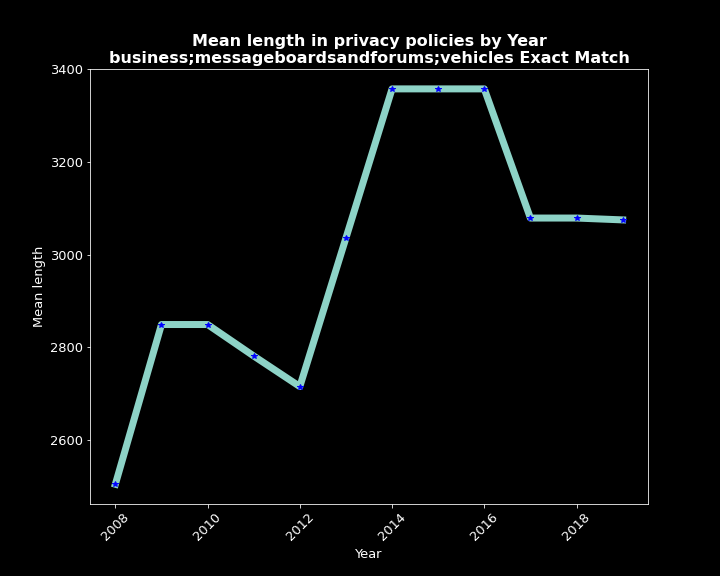 Mean length in privacy policies by Year
business;messageboardsandforums;vehicles Exact Match
3400
3200
3000
2800
2600
Mean length
2008
2010
2012
2014
2016
2018
Year